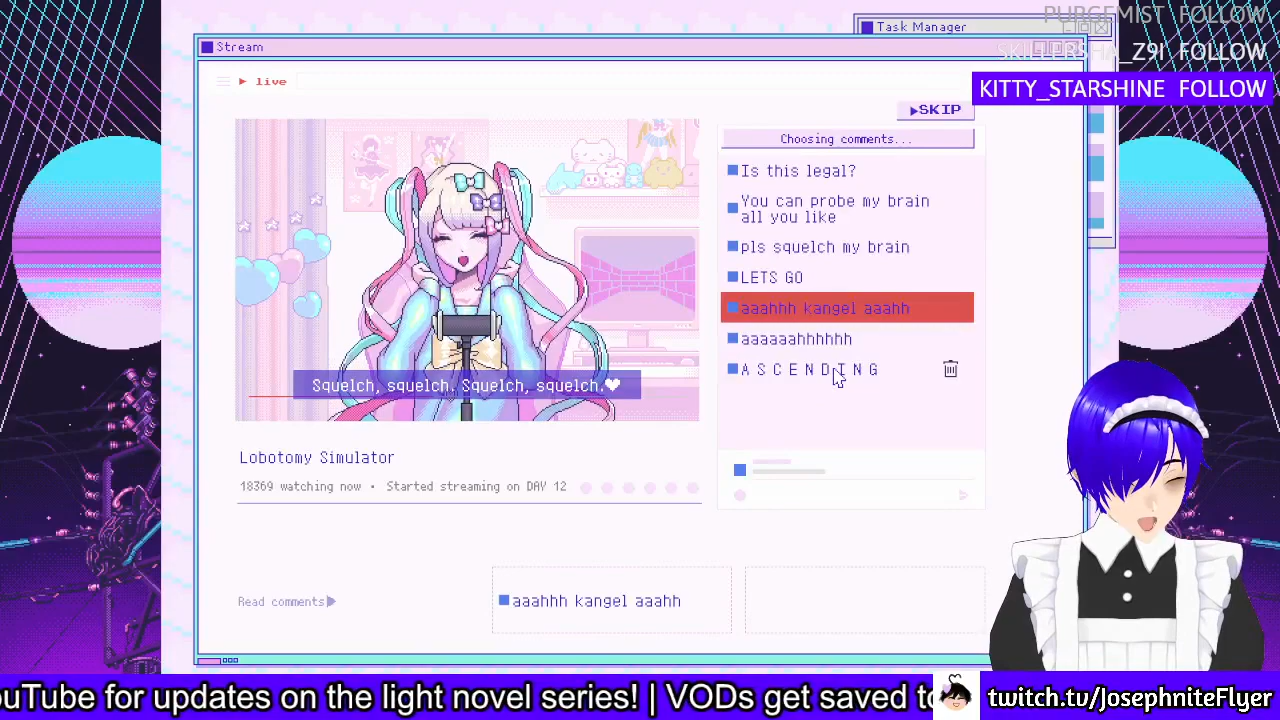 PURGEMIST FOLLOW
Task Manager
Stream
FOLLOW
KITTY_STARSHINE FOLLOW
live
SKIP
Choosing comments...
Is this legal?
You can probe my brain
all you like
pls squelch my brain
LETS GO
aaahhh kangel aaahh
aaaaaahhhhhh
A S C E N D I N G
Squelch, squelch. Squelch, squelch.❤
Lobotomy Simulator
18369 watching now • Started streaming on DAY 12
Read comments
aaahhh kangel aaahh
ouTube for updates on the light novel series! | VODs get saved to
twitch.tv/JosephniteFlyer